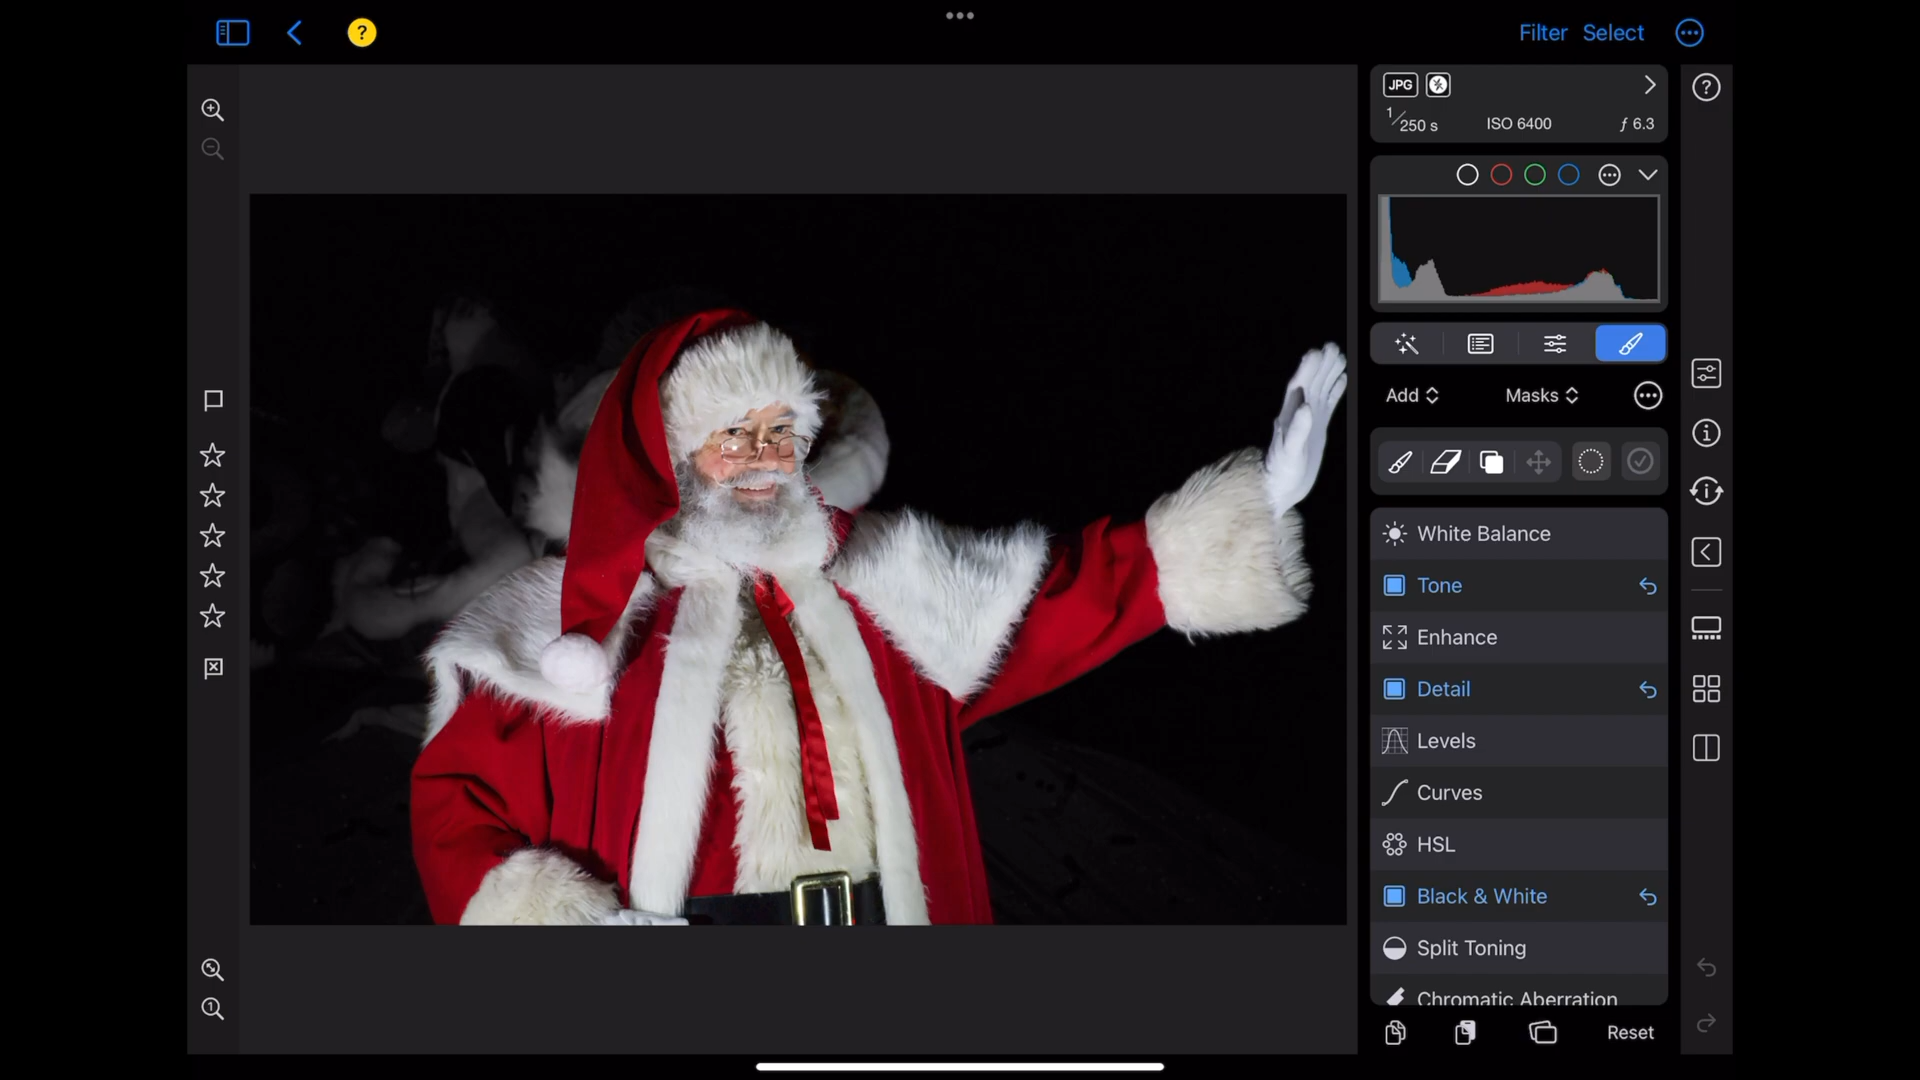 ?
Filter Select
JPG
1/250 s ISO 6400 ƒ 6.3
?
Add Masks
White Balance
Tone
Enhance
Detail
Levels
Curves
HSL
Black & White
Split Toning
Chromatic Aberration
1
Reset